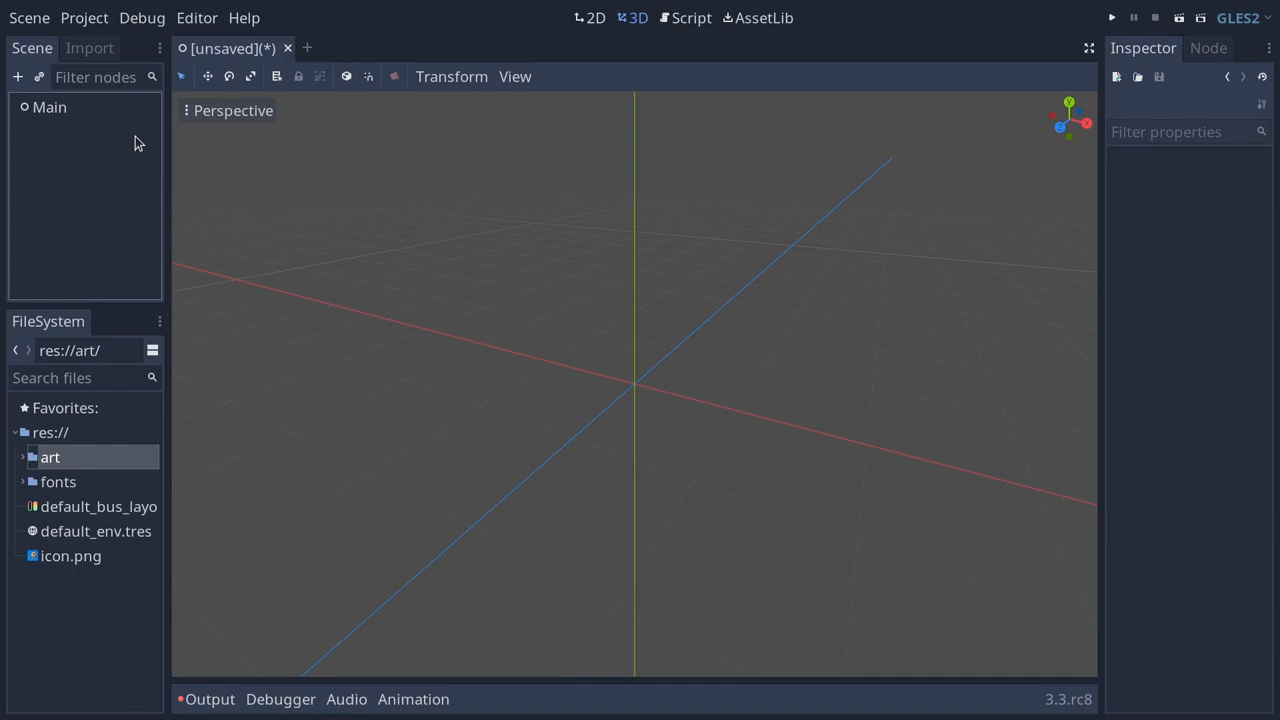 Scene Project Debug Editor Help
2D 3D Script AssetLib
GLES2
Scene Import
[unsaved](*)
Inspector Node
Filter nodes
Transform View
Main
Perspective
Y
X
Z
Filter properties
FileSystem
res://art/
Search files
Favorites:
res://
art
fonts
default_bus_layo
default_env.tres
icon.png
Output Debugger Audio Animation
3.3.rc8